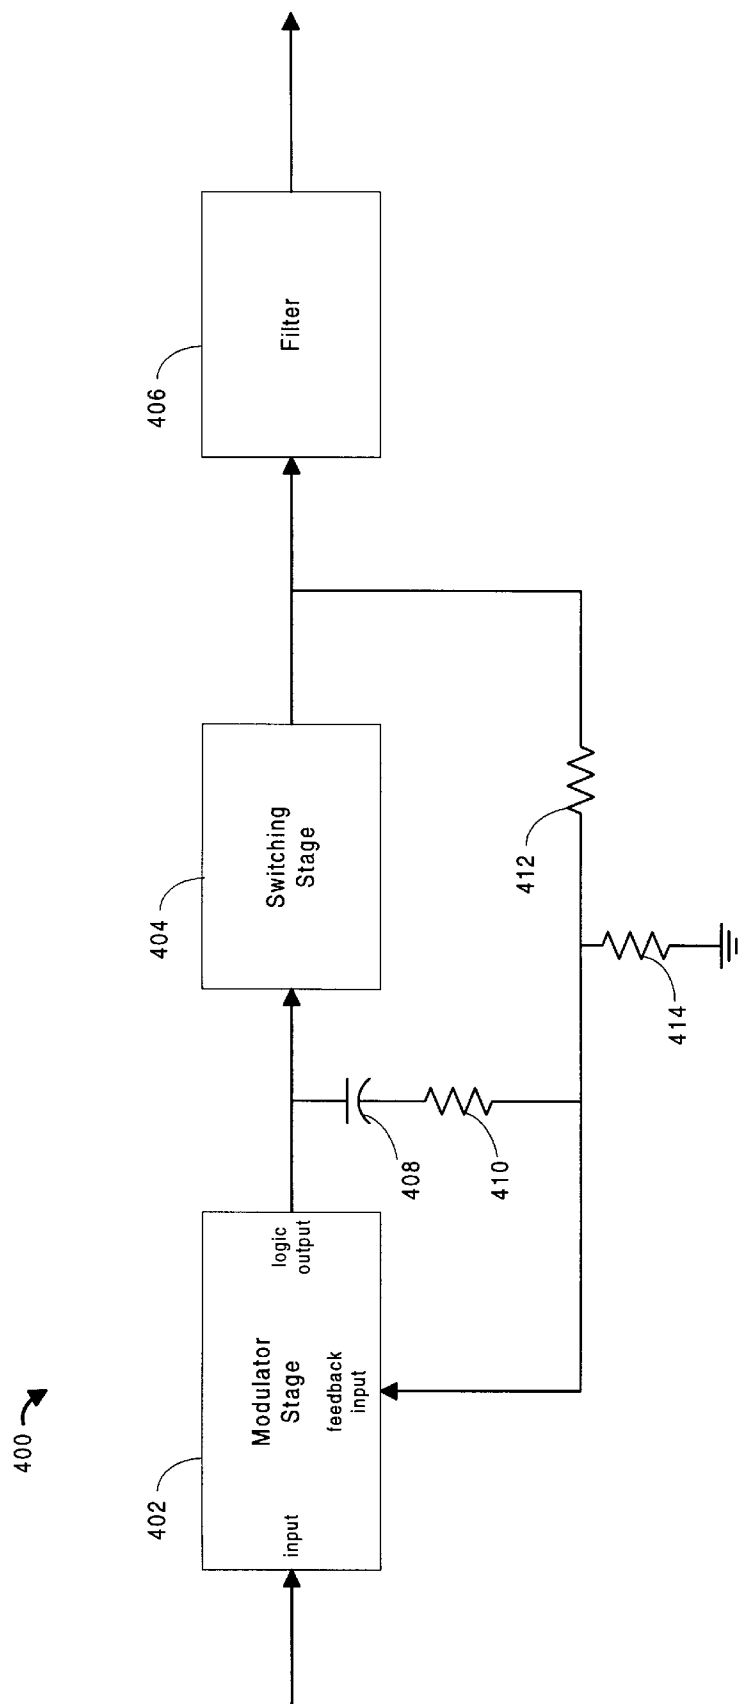 400
402
input
Modulator
Stage
feedback
input
logic
output
408
410
404
Switching
Stage
414
412
406
Filter